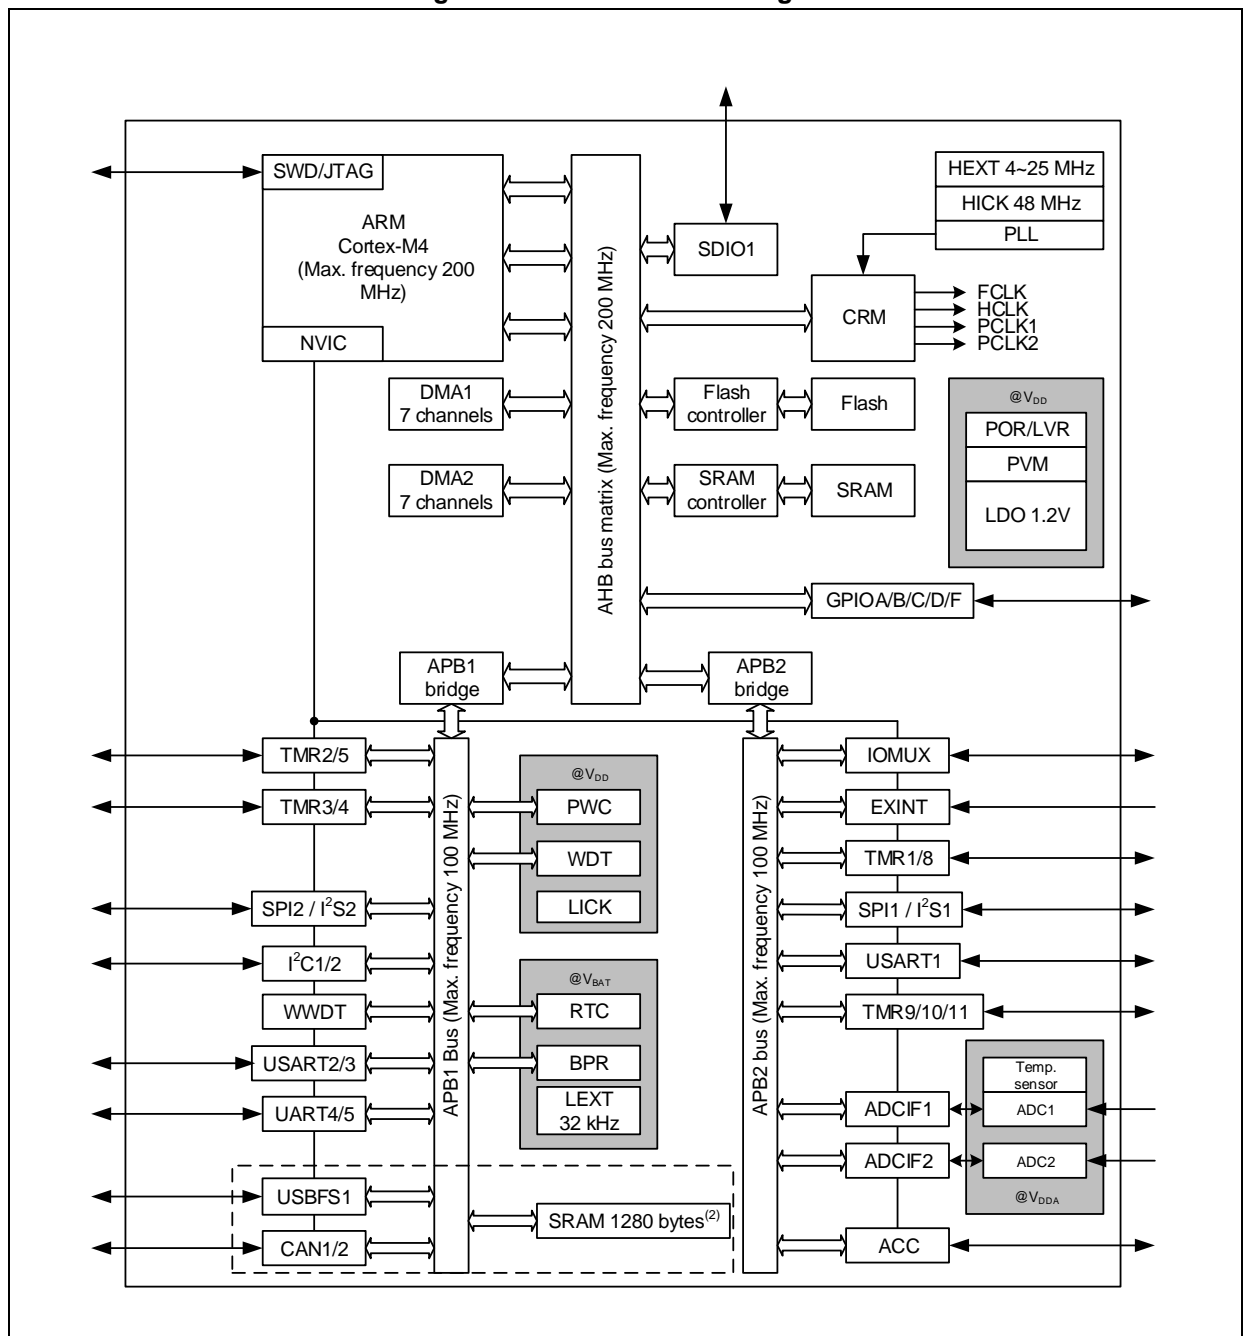 SWD/JTAG
ARM
Cortex-M4
(Max. frequency 200
MHz)
NVIC
DMA1
7 channels
DMA2
7 channels
AHB bus matrix (Max. frequency 200 MHz)
SDIO1
HEXT 4~25 MHz
HICK 48 MHz
PLL
CRM
FCLK
HCLK
PCLK1
PCLK2
Flash
controller
Flash
SRAM
controller
SRAM
@VDD
POR/LVR
PVM
LDO 1.2V
GPIOA/B/C/D/F
APB1
bridge
APB2
bridge
TMR2/5
TMR3/4
SPI2 / I²S2
I²C1/2
WWDT
USART2/3
UART4/5
USBFS1
CAN1/2
APB1 Bus (Max. frequency 100 MHz)
@VDD
PWC
WDT
LICK
@VBAT
RTC
BPR
LEXT
32 kHz
SRAM 1280 bytes(2)
APB2 bus (Max. frequency 100 MHz)
IOMUX
EXINT
TMR1/8
SPI1 / I²S1
USART1
TMR9/10/11
ADCIF1
ADCIF2
ACC
Temp.
sensor
ADC1
ADC2
@VDDA